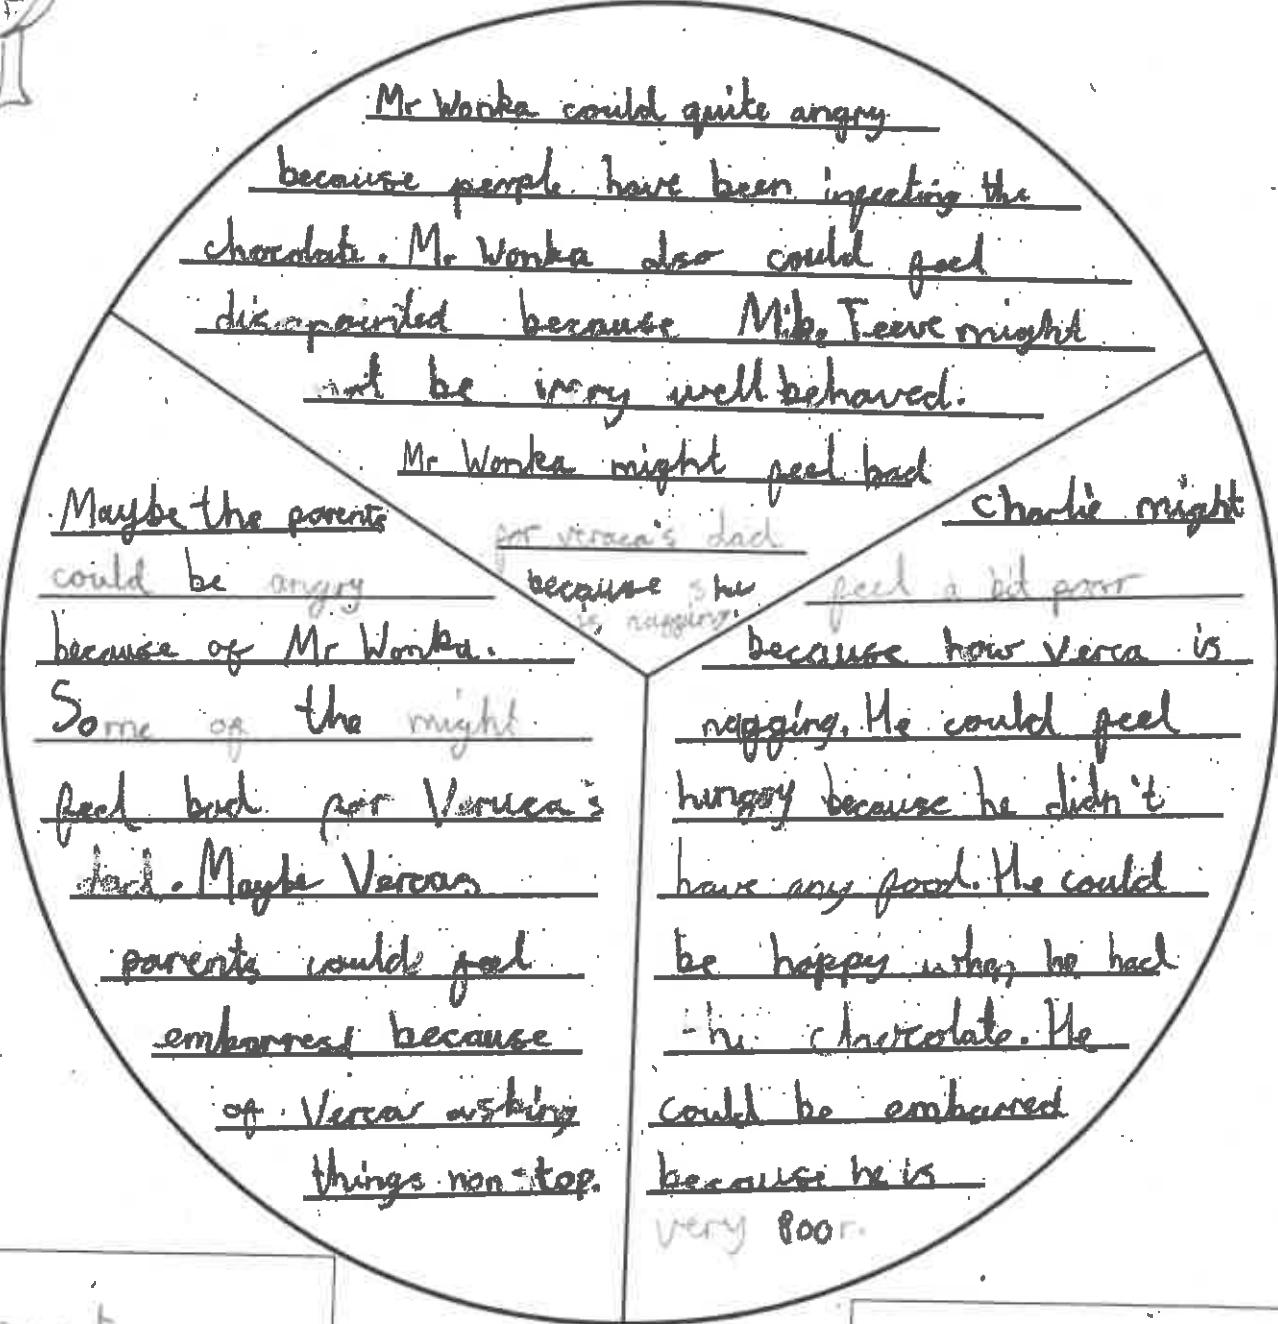 Mr Wonka could quite angry
because people have been injecting the
chocolate. Mr Wonka also could feel
disappointed because Mike Teeve might
not be very well behaved.
Mr Wonka might feel bad
for veraca's dad
because she
is nagging.
Maybe the parents
could be angry
because of Mr Wonka.
Some of the might
feel bad for Veruca's
dad. Maybe Vercas
parents could feel
embarress because
of Verca asking
things non-stop.
Charlie might
feel a bit poor
because how verca is
nagging. He could feel
hungry because he didn't
have any food. He could
be happy when he had
the chocolate. He
could be embarred
because he is
very poor.